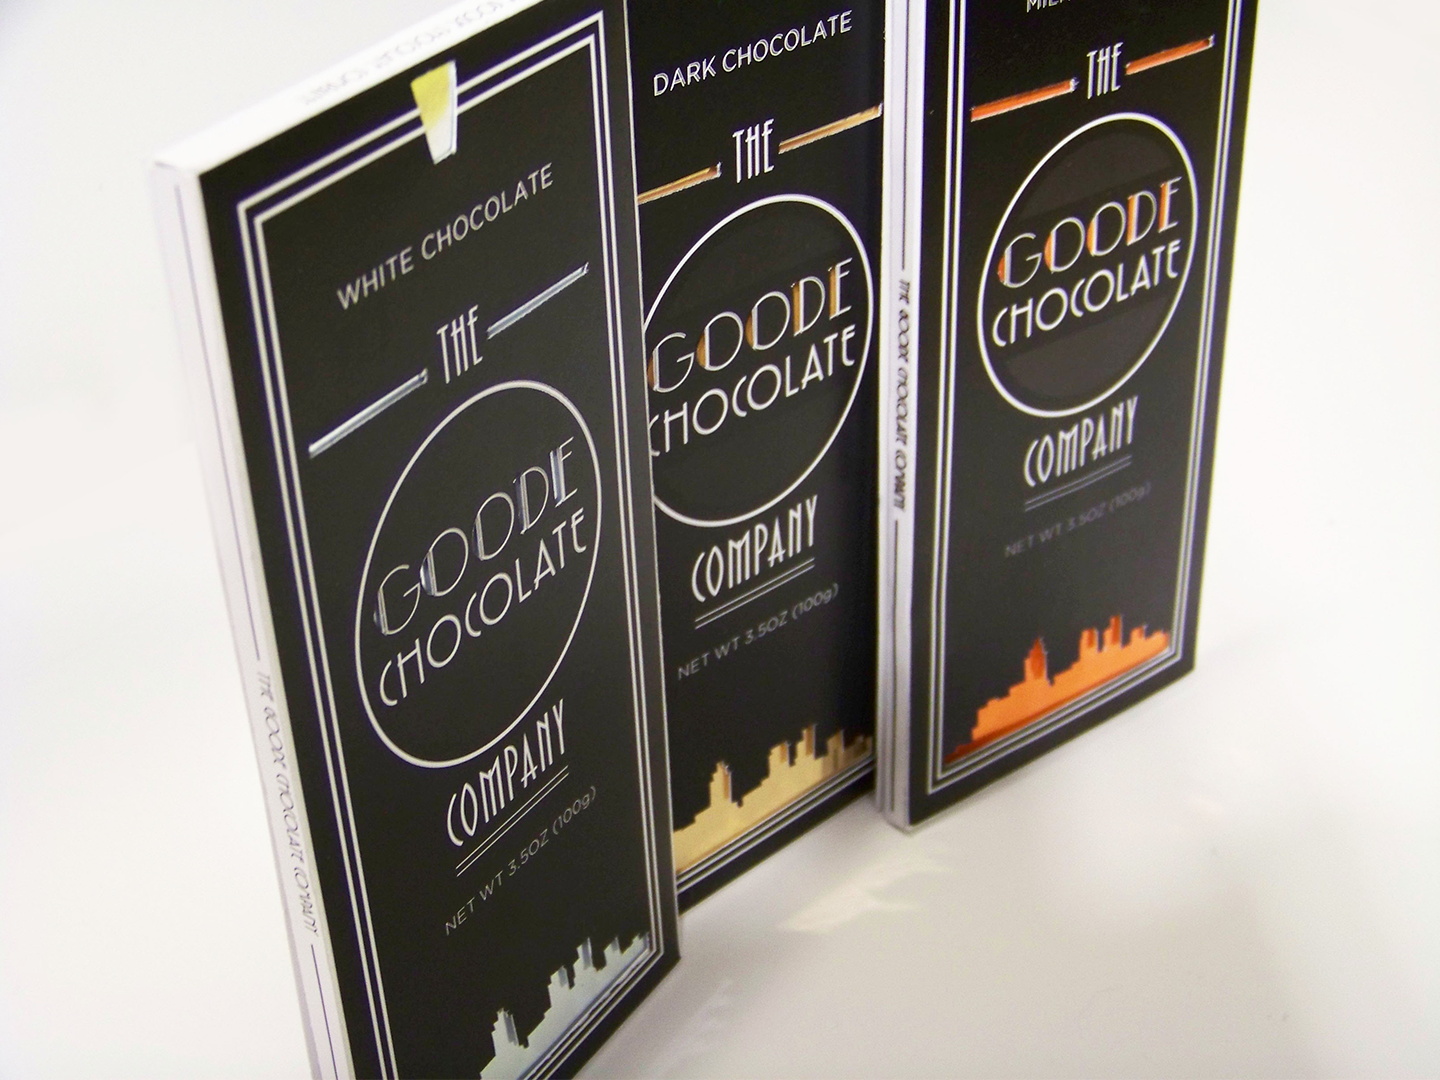 WHITE CHOCOLATE
THE
GOODE
CHOCOLATE
COMPANY
NET WT 3.5OZ (100g)
THE GOODE CHOCOLATE COMPANY
DARK CHOCOLATE
THE
GOODE
CHOCOLATE
COMPANY
NET WT 3.5OZ (100g)
THE
GOODE
CHOCOLATE
COMPANY
NET WT 3.5OZ (100g)
THE GOODE CHOCOLATE COMPANY